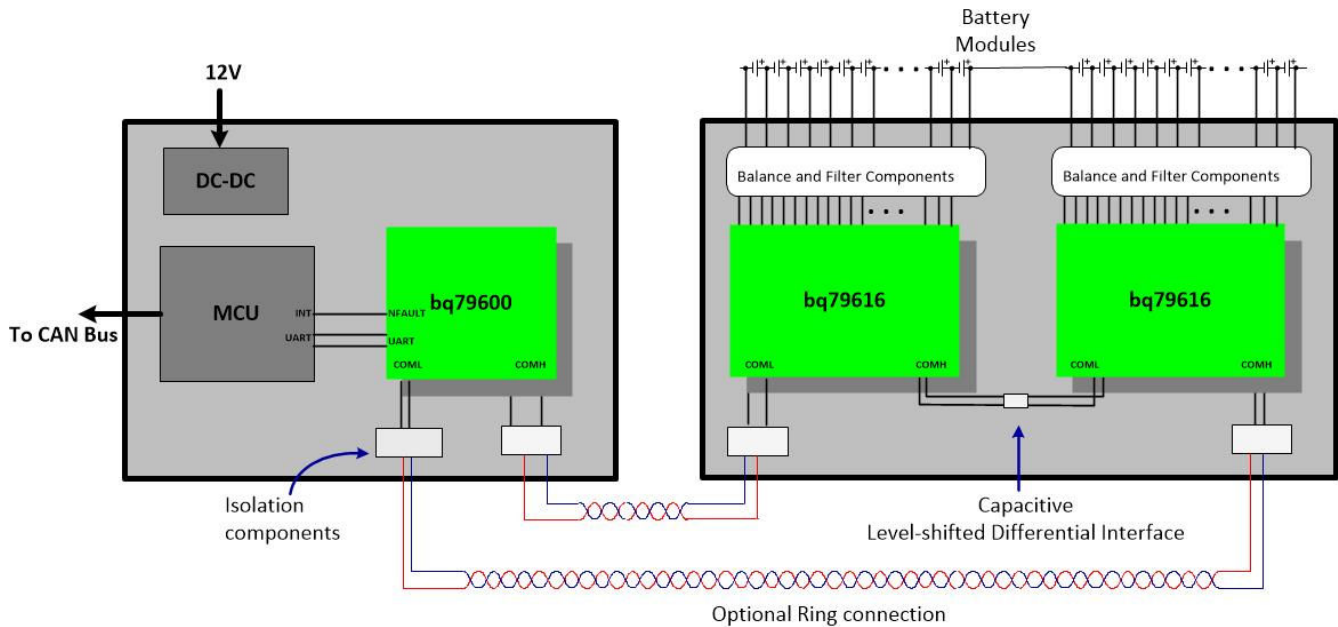 Battery
Modules
12V
DC-DC
Balance and Filter Components
Balance and Filter Components
MCU
INT
UART
bq79600
NFAULT
UART
COML
COMH
To CAN Bus
bq79616
COML
COMH
bq79616
COML
COMH
Isolation
components
Capacitive
Level-shifted Differential Interface
Optional Ring connection